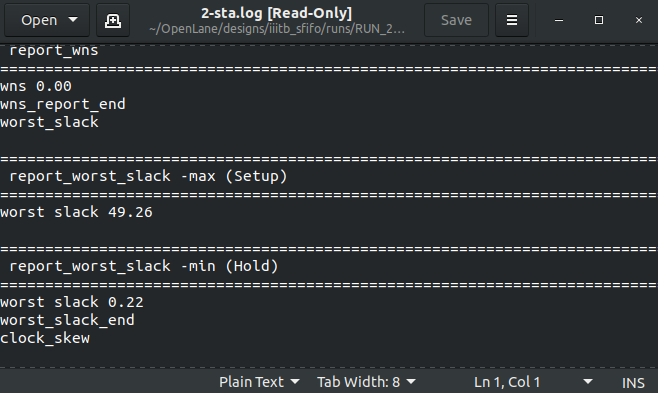 Open
2-sta.log [Read-Only]
~/OpenLane/designs/iiitb_sfifo/runs/RUN_2...
Save
report_wns
===========================================================================
wns 0.00
wns_report_end
worst_slack
===========================================================================
report_worst_slack -max (Setup)
===========================================================================
worst slack 49.26
===========================================================================
report_worst_slack -min (Hold)
===========================================================================
worst slack 0.22
worst_slack_end
clock_skew
Plain Text
Tab Width: 8
Ln 1, Col 1
INS